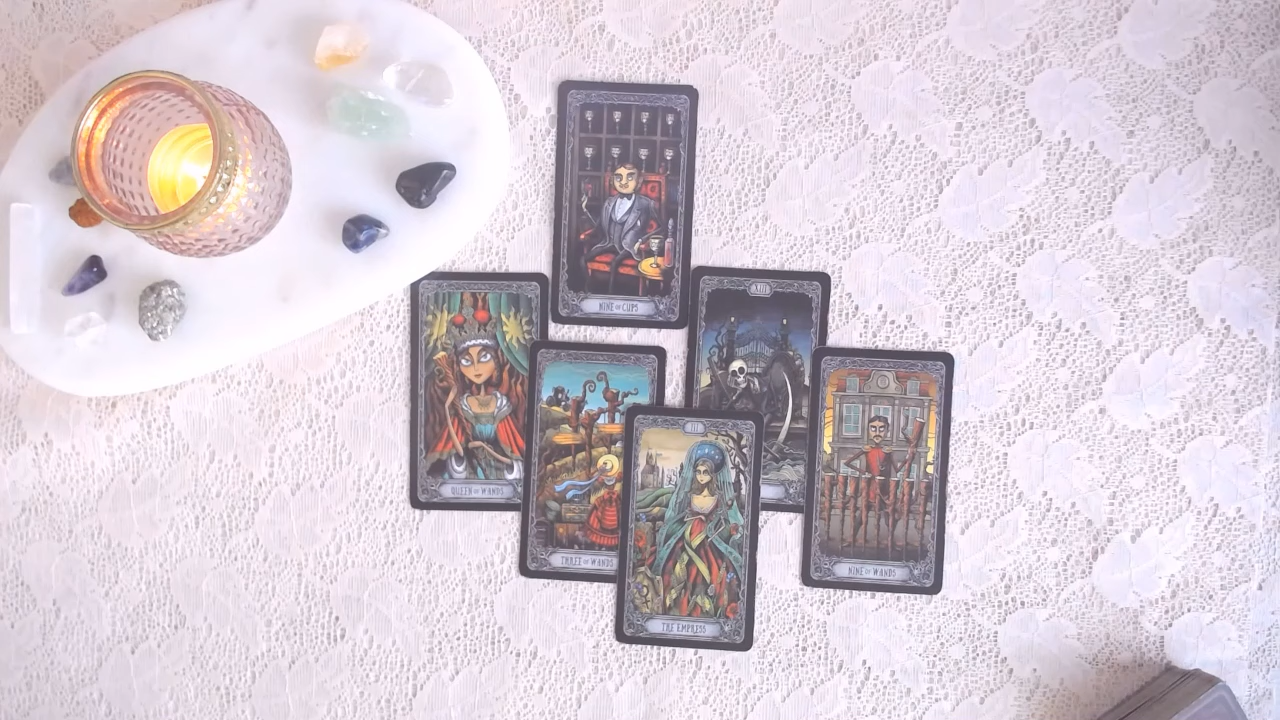 NINE OF CUPS
XIII
QUEEN OF WANDS
THREE OF WANDS
III
THE EMPRESS
NINE OF WANDS